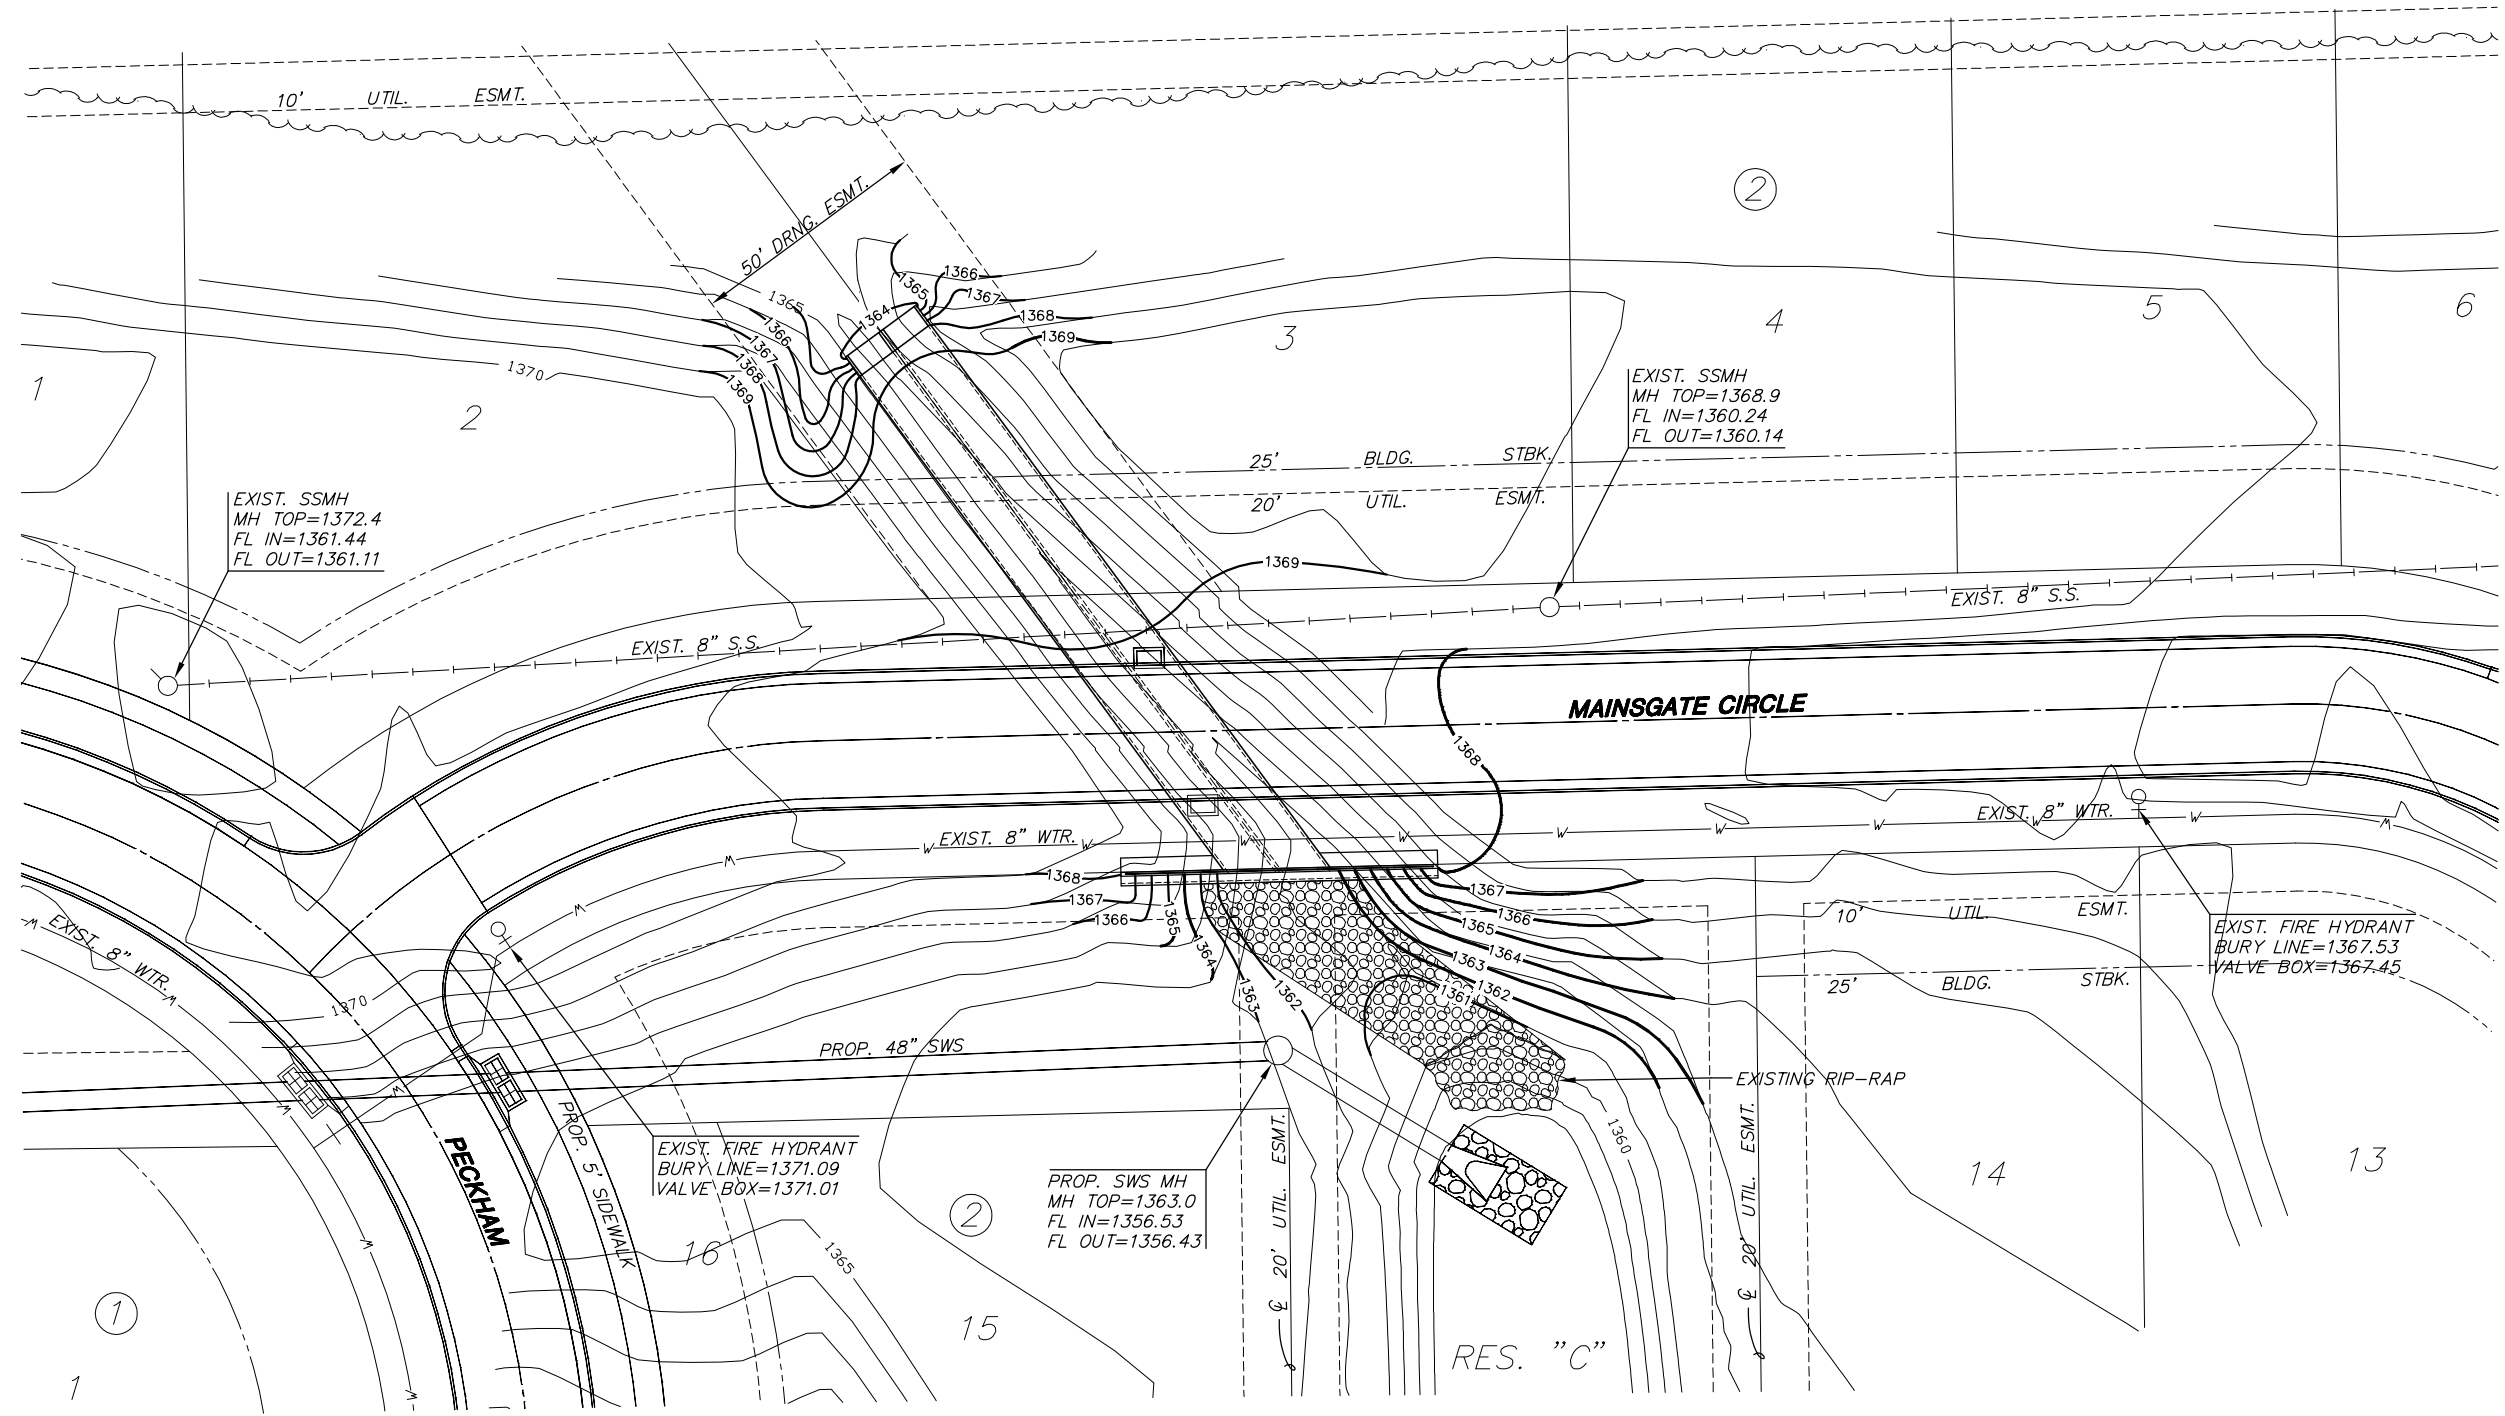 10' UTIL. ESMT.
50' DRNG. ESMT.
2
1366
1365
1367
1364
1368
1369
1365
1366
1367
1368
1369
1370
1
2
3
4
5
6
EXIST. SSMH
MH TOP=1368.9
FL IN=1360.24
FL OUT=1360.14
25' BLDG. STBK.
20' UTIL. ESMT.
EXIST. SSMH
MH TOP=1372.4
FL IN=1361.44
FL OUT=1361.11
1369
EXIST. 8" S.S.
EXIST. 8" S.S.
MAINSGATE CIRCLE
1368
EXIST. 8" WTR.
W W W W W W W W
EXIST. 8" WTR.
W W W W W W W W W
EXIST. 8" WTR.
1368
1367
1366
1365
1364
1363
1362
1367
1366
1365
1364
1363
1362
1361
10' UTIL. ESMT.
25' BLDG. STBK.
EXIST. FIRE HYDRANT
BURY LINE=1367.53
VALVE BOX=1367.45
1370
PROP. 48" SWS
EXISTING RIP-RAP
1360
PECKHAM
PROP. 5' SIDEWALK
EXIST. FIRE HYDRANT
BURY LINE=1371.09
VALVE BOX=1371.01
PROP. SWS MH
MH TOP=1363.0
FL IN=1356.53
FL OUT=1356.43
℄ 20' UTIL. ESMT.
℄ 20' UTIL. ESMT.
2
13
14
15
16
1365
1
1
RES. "C"